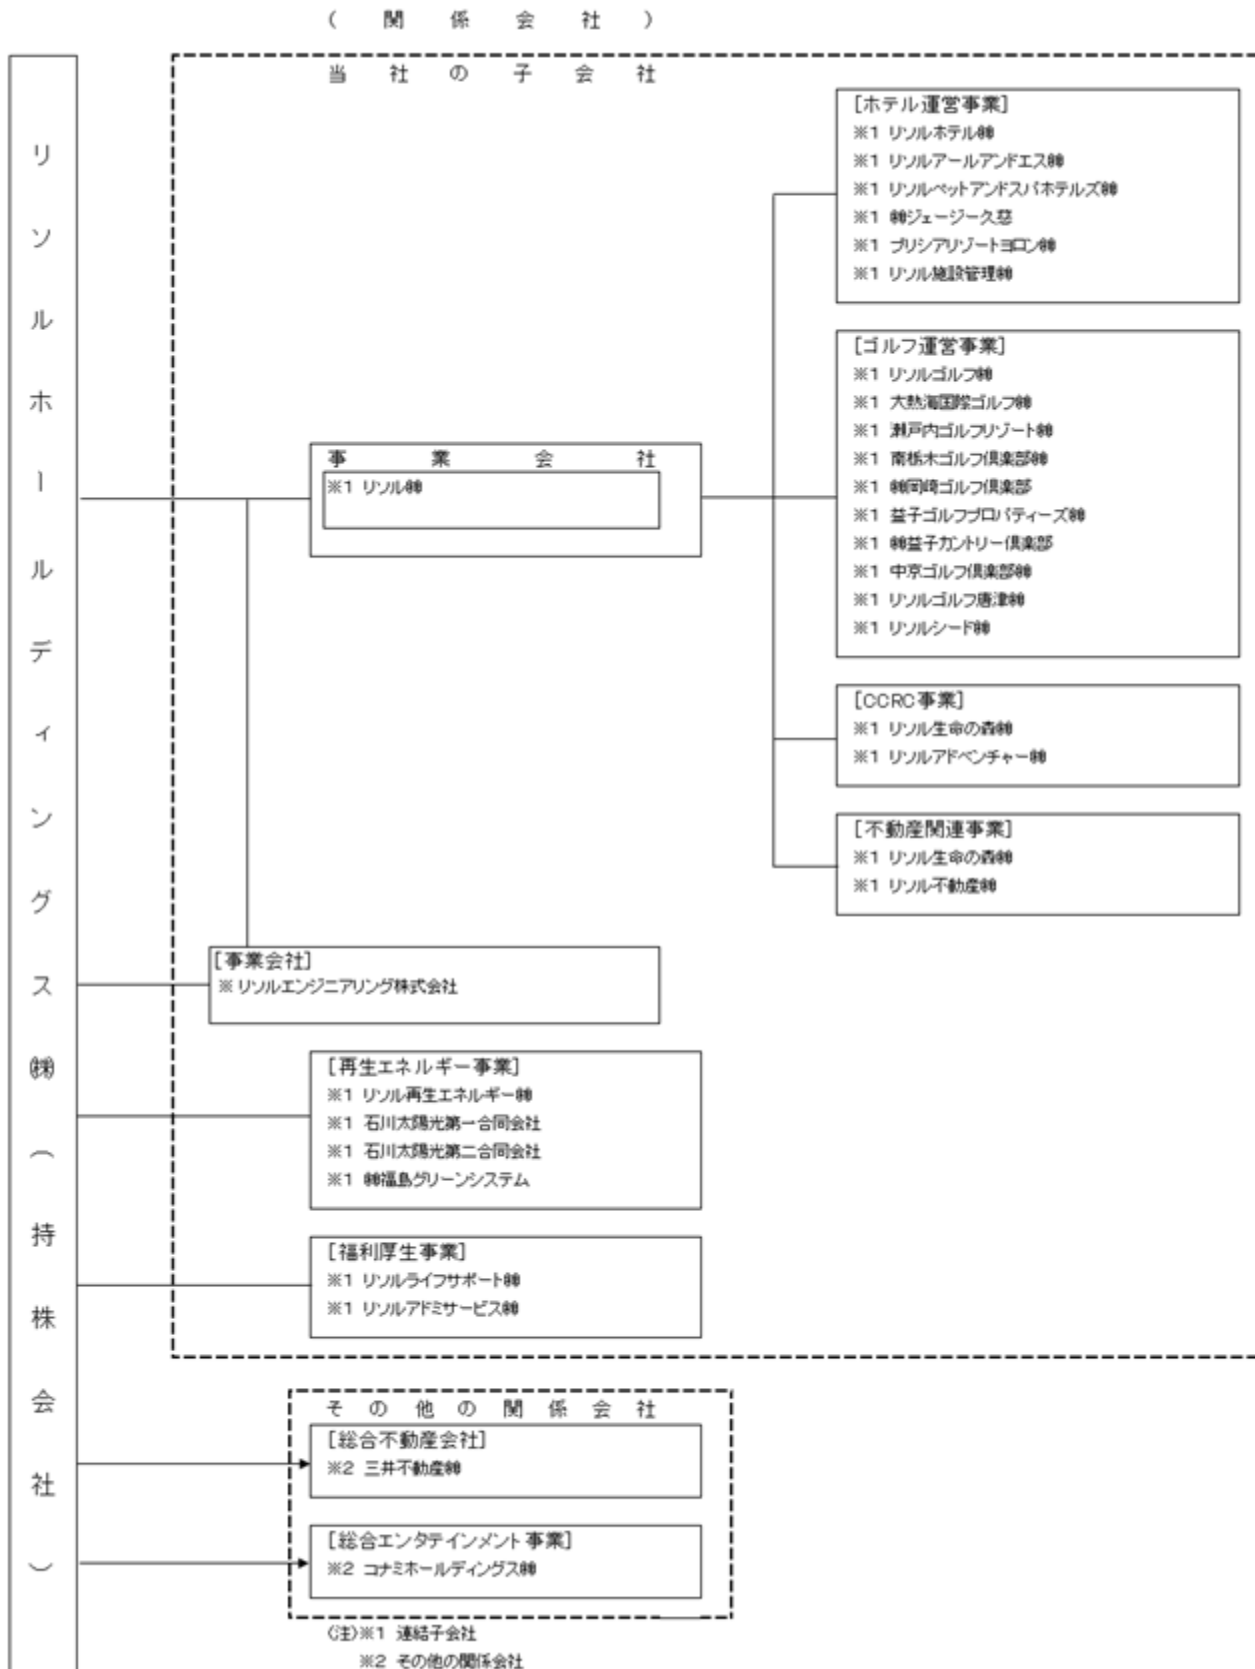 (関係会社)
当社の子会社
リソルホールディングス㈱(持株会社)
[ホテル運営事業]
※1 リソルホテル㈱
※1 リソルアールアンドエス㈱
※1 リソルペットアンドスパホテルズ㈱
※1 ㈱ジェージー久慈
※1 プリシアリゾートヨロン㈱
※1 リソル施設管理㈱
[ゴルフ運営事業]
※1 リソルゴルフ㈱
※1 大熱海国際ゴルフ㈱
※1 瀬戸内ゴルフリゾート㈱
※1 南栃木ゴルフ倶楽部㈱
※1 ㈱岡崎ゴルフ倶楽部
※1 益子ゴルフプロパティーズ㈱
※1 ㈱益子カントリー倶楽部
※1 中京ゴルフ倶楽部㈱
※1 リソルゴルフ唐津㈱
※1 リソルシード㈱
事業会社
※1 リソル㈱
[CCRC事業]
※1 リソル生命の森㈱
※1 リソルアドベンチャー㈱
[不動産関連事業]
※1 リソル生命の森㈱
※1 リソル不動産㈱
[事業会社]
※ リソルエンジニアリング株式会社
[再生エネルギー事業]
※1 リソル再生エネルギー㈱
※1 石川太陽光第一合同会社
※1 石川太陽光第二合同会社
※1 ㈱福島グリーンシステム
[福利厚生事業]
※1 リソルライフサポート㈱
※1 リソルアドミサービス㈱
その他の関係会社
[総合不動産会社]
※2 三井不動産㈱
[総合エンタテインメント事業]
※2 コナミホールディングス㈱
(注)※1 連結子会社
※2 その他の関係会社